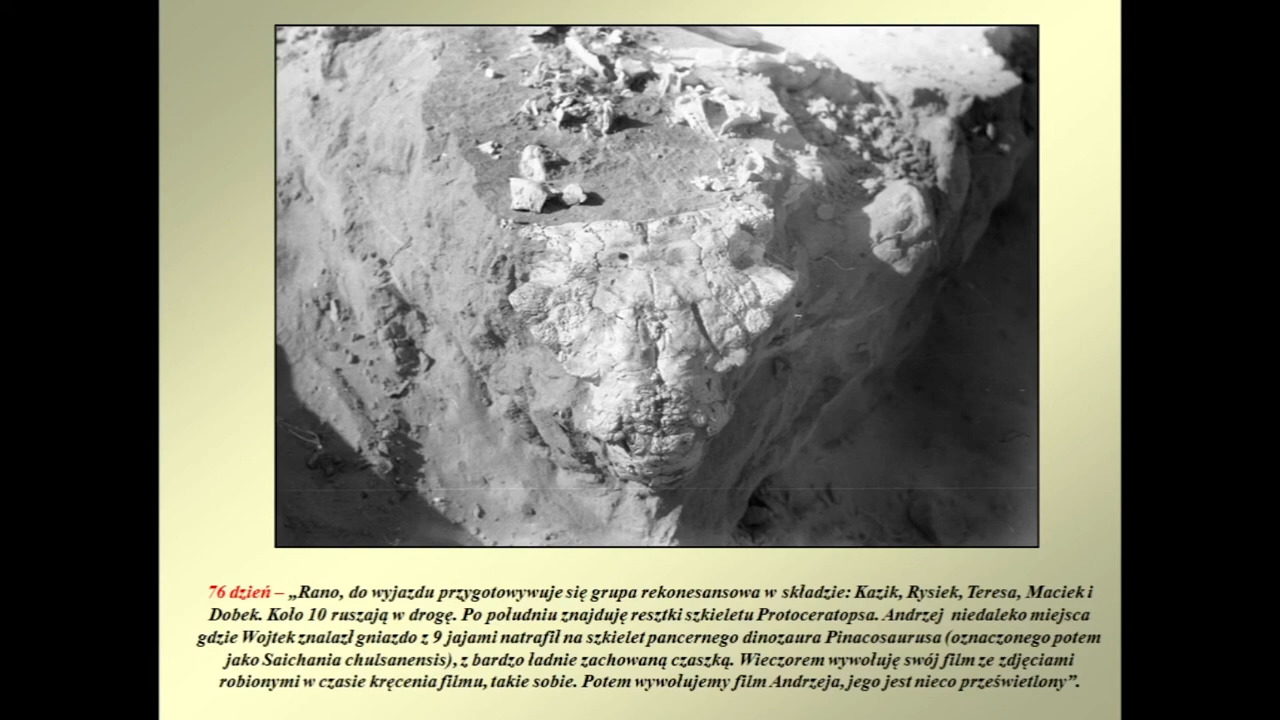 76 dzień – „Rano, do wyjazdu przygotowywuje się grupa rekonesansowa w składzie: Kazik, Rysiek, Teresa, Maciek i
Dobek. Koło 10 ruszają w drogę. Po południu znajduję resztki szkieletu Protoceratopsa. Andrzej niedaleko miejsca
gdzie Wojtek znalazł gniazdo z 9 jajami natrafił na szkielet pancernego dinozaura Pinacosaurusa (oznaczonego potem
jako Saichania chulsanensis), z bardzo ładnie zachowaną czaszką. Wieczorem wywołuję swój film ze zdjęciami
robionymi w czasie kręcenia filmu, takie sobie. Potem wywołujemy film Andrzeja, jego jest nieco prześwietlony”.